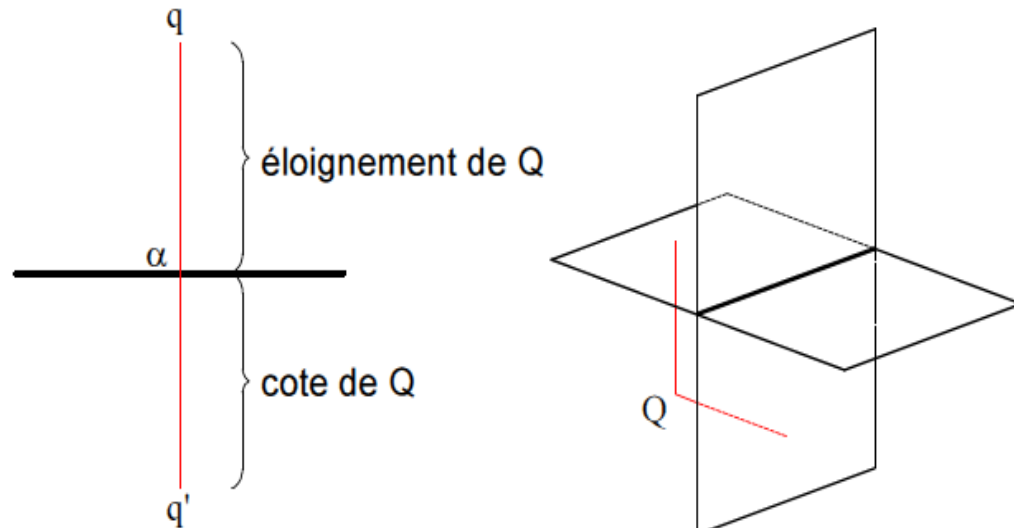 q
éloignement de Q
α
cote de Q
Q
q'